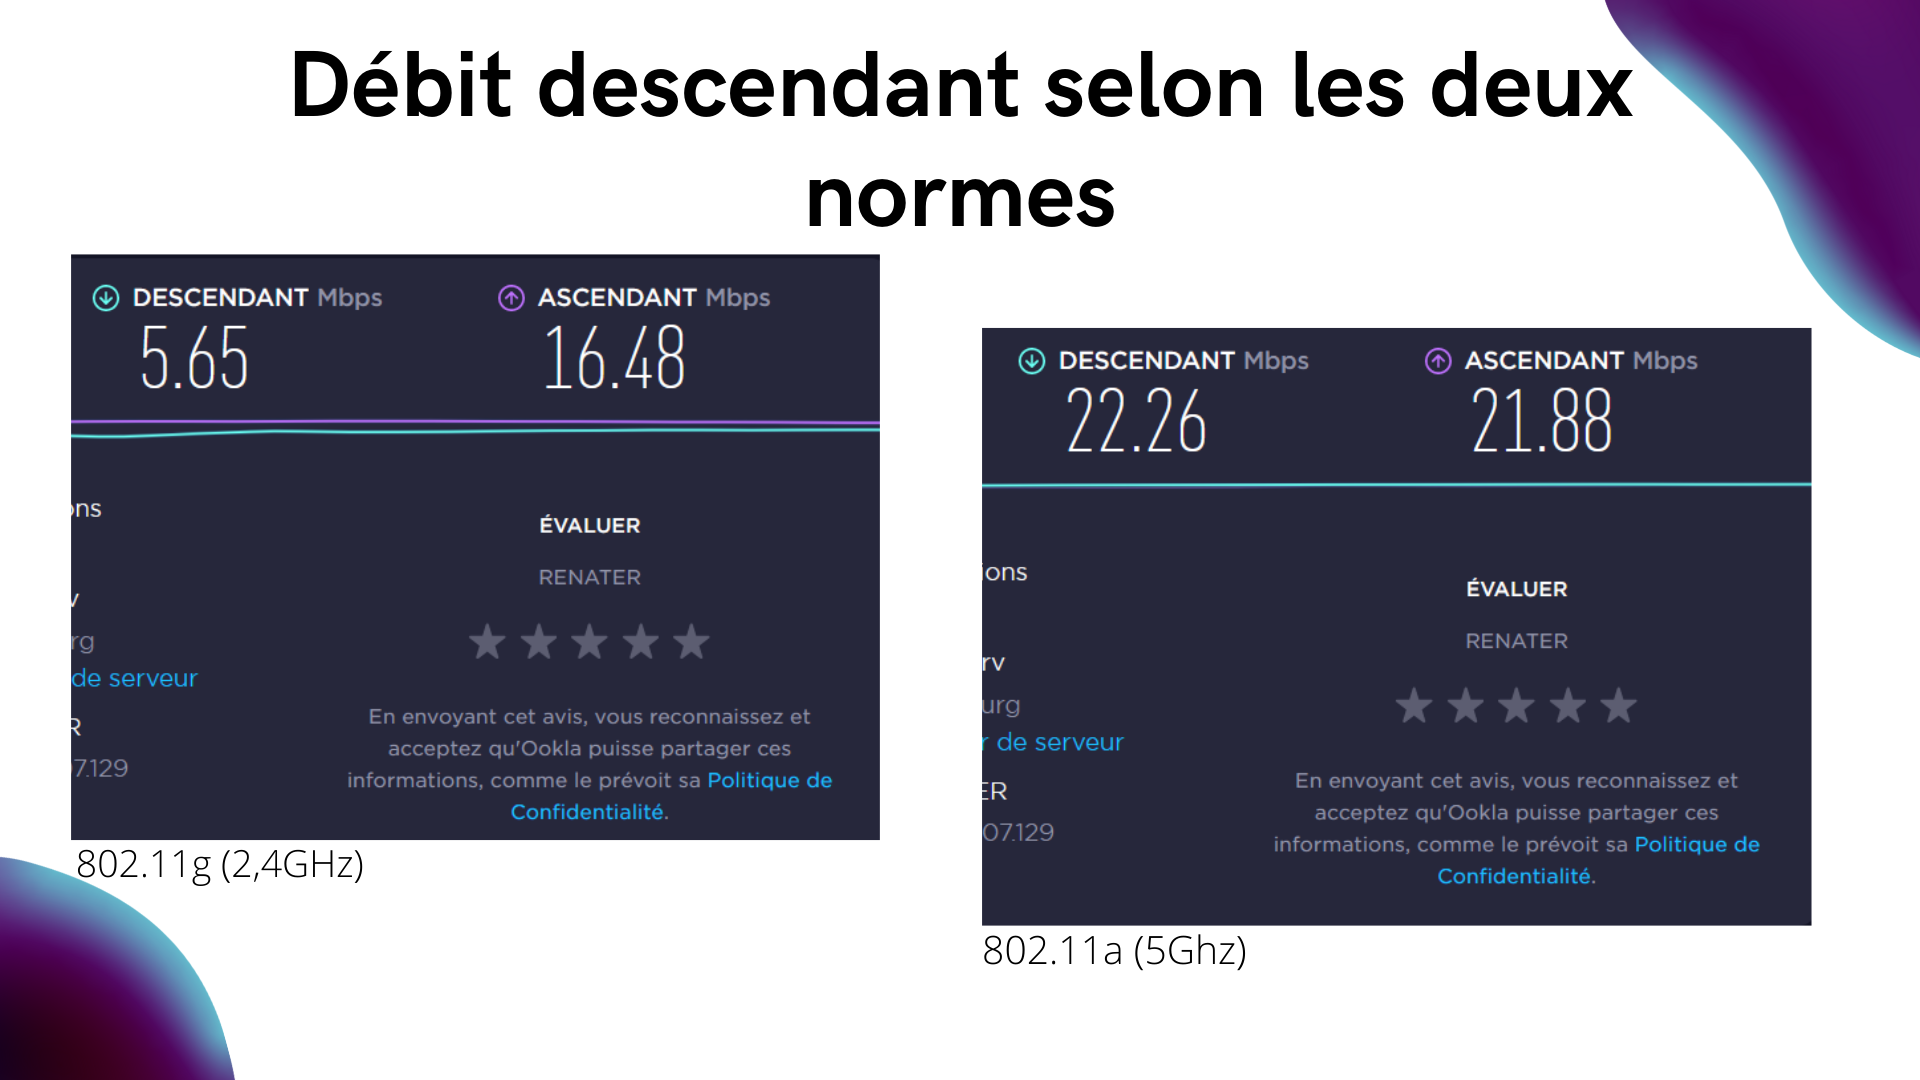 Débit descendant selon les deux
normes
DESCENDANT Mbps
ASCENDANT Mbps
5.65
16.48
ons
ÉVALUER
RENATER
v
rg
de serveur
R
7.129
En envoyant cet avis, vous reconnaissez et
acceptez qu'Ookla puisse partager ces
informations, comme le prévoit sa Politique de
Confidentialité.
802.11g (2,4GHz)
DESCENDANT Mbps
ASCENDANT Mbps
22.26
21.88
ions
ÉVALUER
RENATER
rv
urg
r de serveur
ER
07.129
En envoyant cet avis, vous reconnaissez et
acceptez qu'Ookla puisse partager ces
informations, comme le prévoit sa Politique de
Confidentialité.
802.11a (5Ghz)